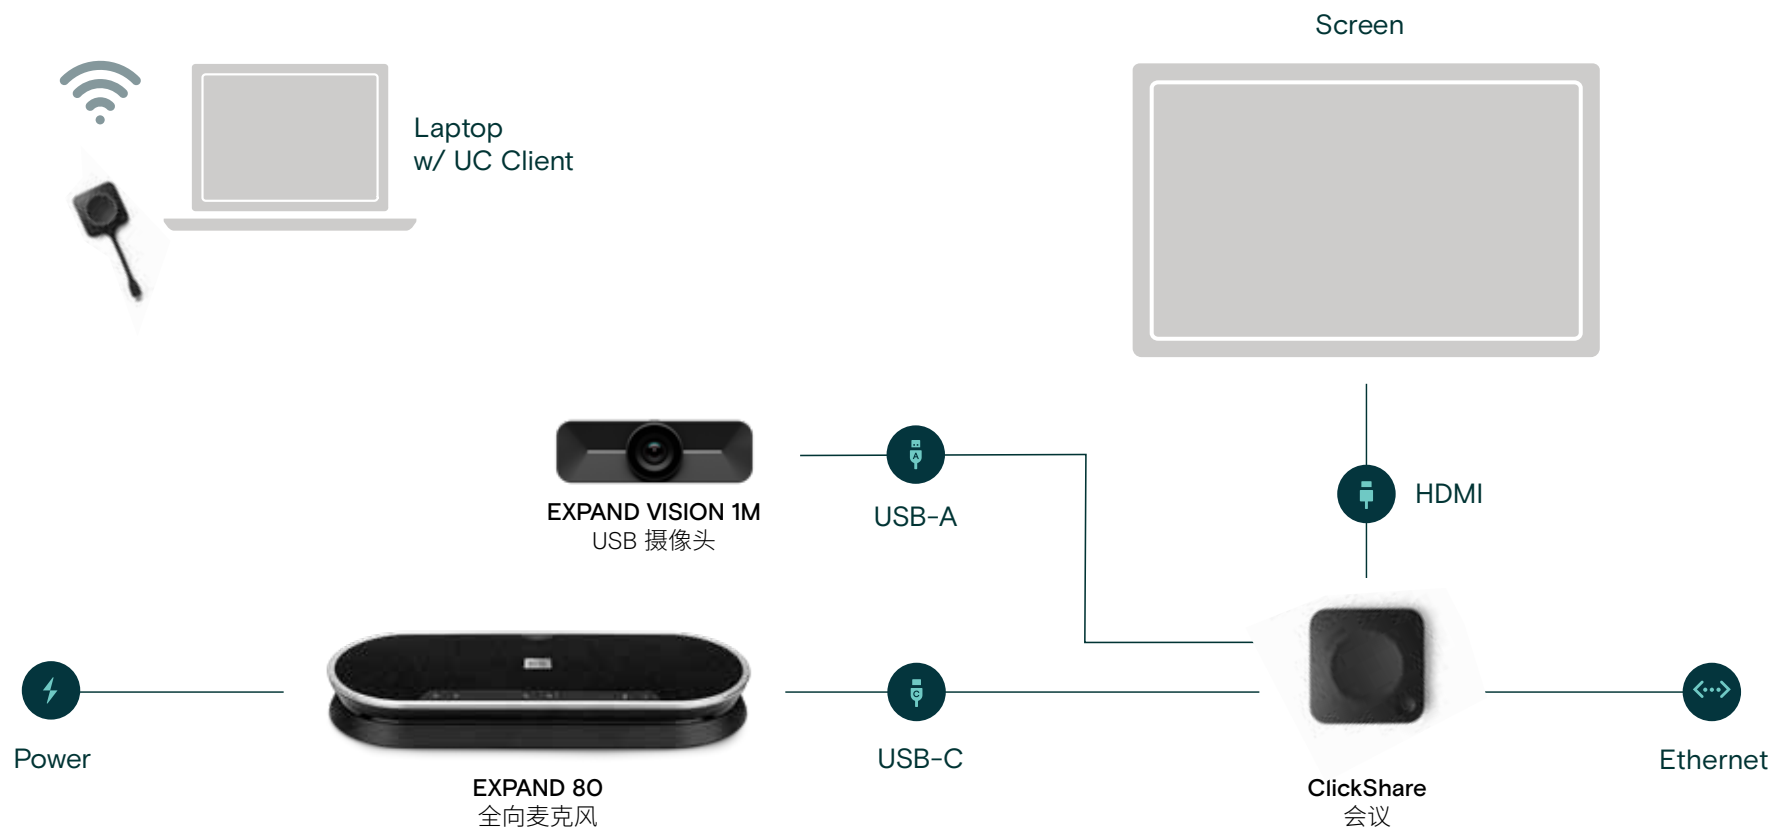 Screen
Laptop
w/ UC Client
HDMI
EXPAND VISION 1M
USB 摄像头
USB-A
Power
EXPAND 80
全向麦克风
USB-C
ClickShare
会议
Ethernet